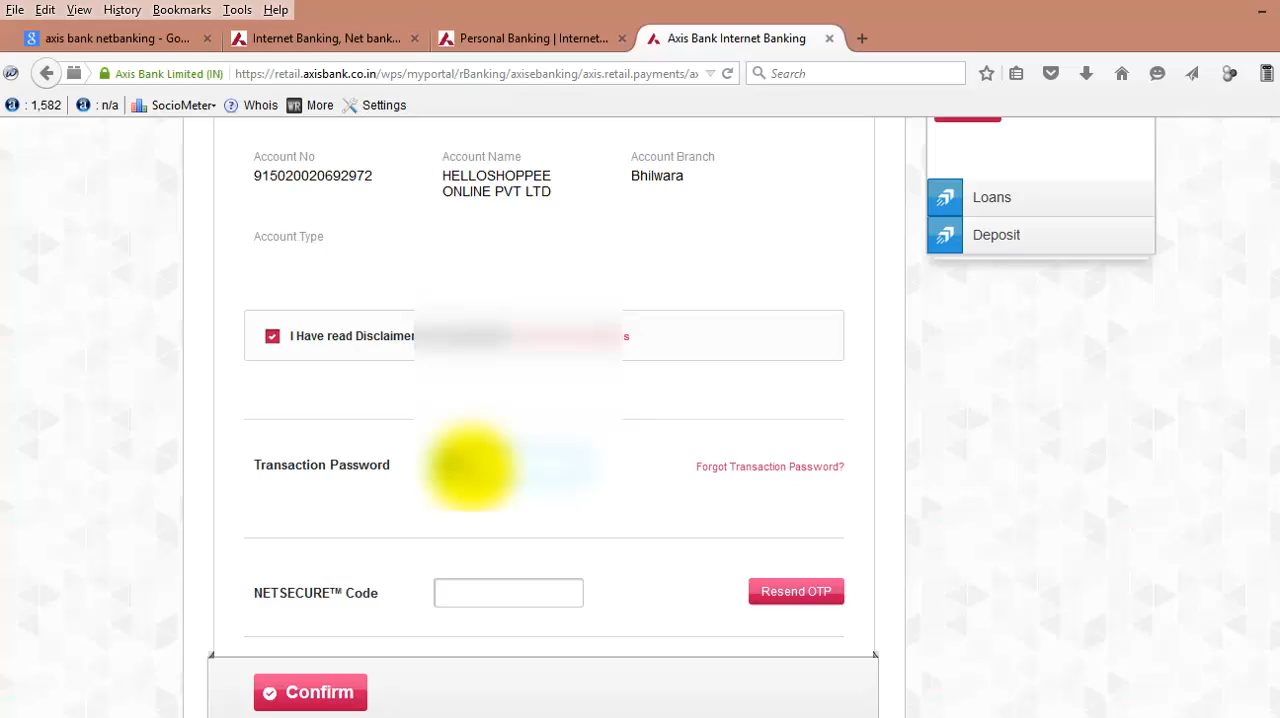 File Edit View History Bookmarks Tools Help
axis bank netbanking - Go... × Internet Banking, Net bank... × Personal Banking | Internet... × Axis Bank Internet Banking × +
Axis Bank Limited (IN) https://retail.axisbank.co.in/wps/myportal/rBanking/axisebanking/axis.retail.payments/ax Search
: 1,582 : n/a SocioMeter Whois WR More Settings
Account No Account Name Account Branch
915020020692972 HELLOSHOPPEE Bhilwara
ONLINE PVT LTD
Account Type
Loans
Deposit
I Have read Disclaimer
Transaction Password Forgot Transaction Password?
NETSECURE™ Code Resend OTP
Confirm